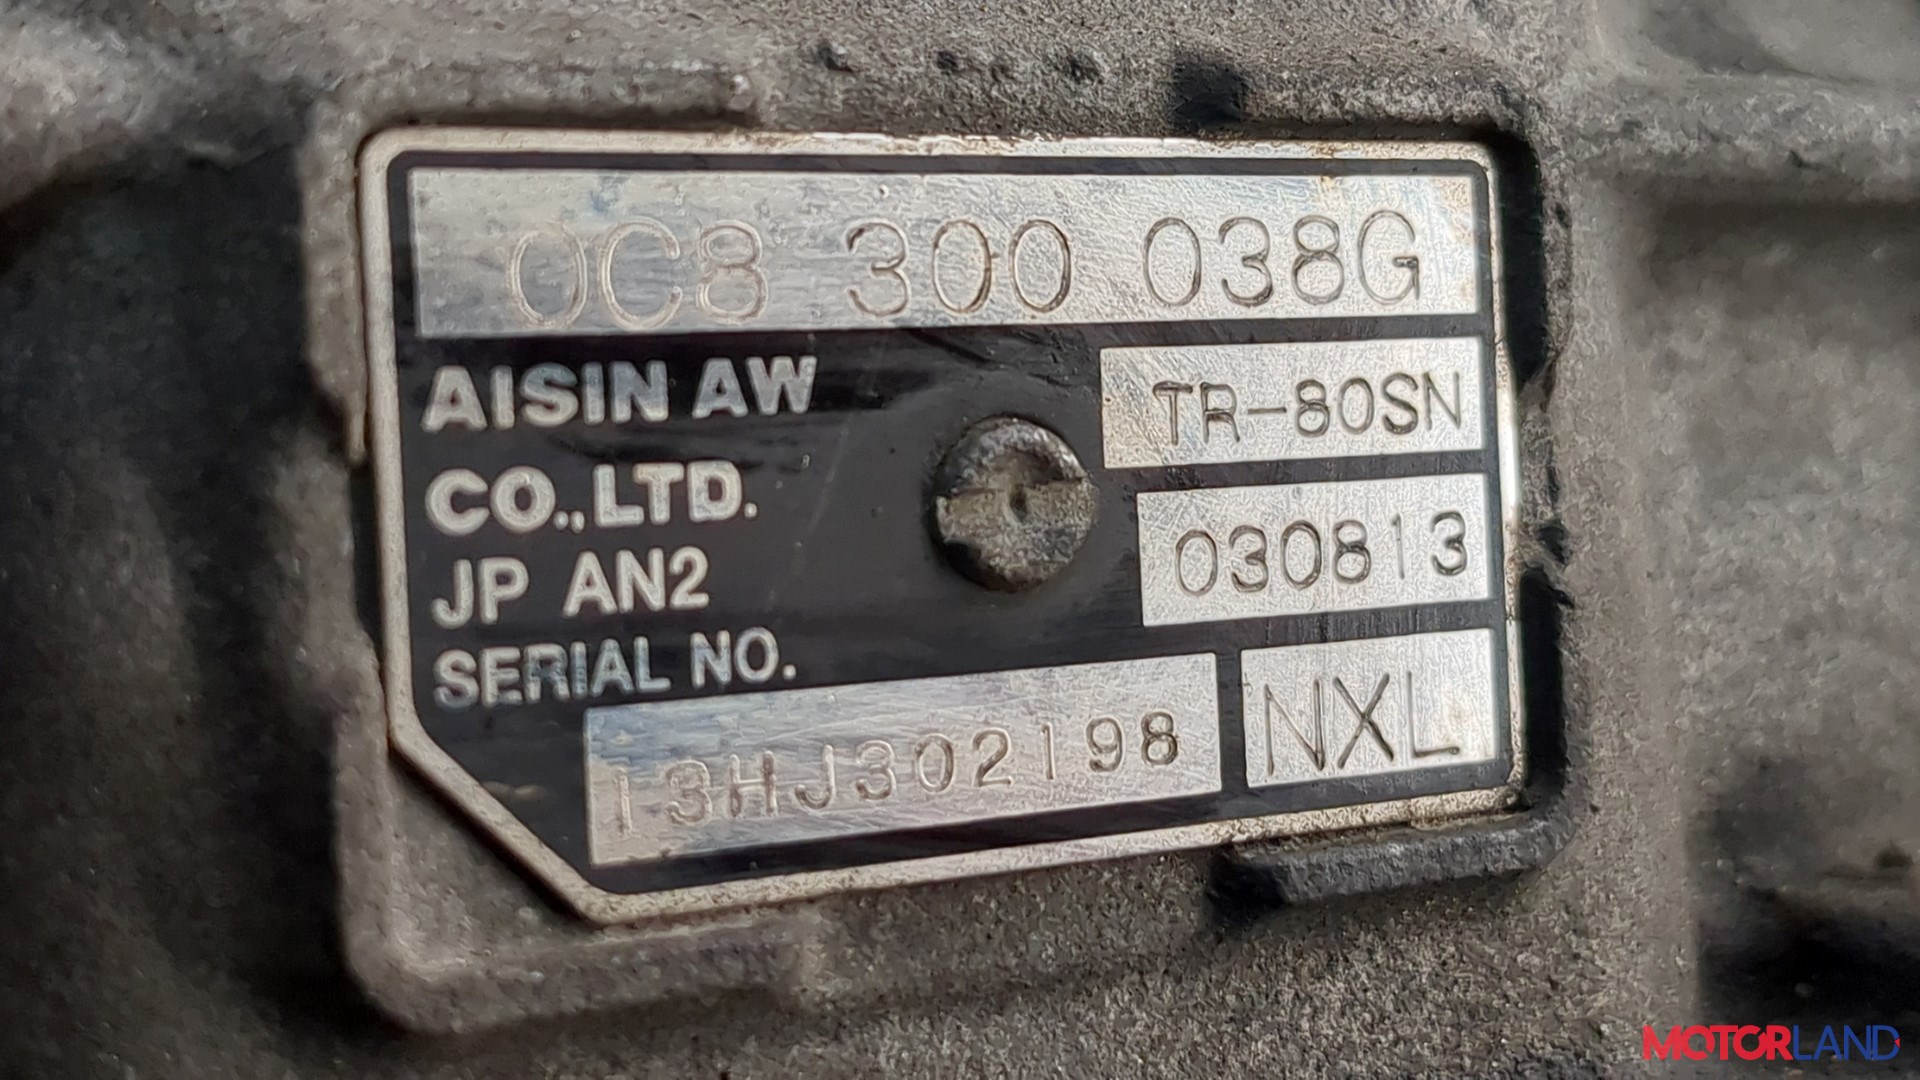 0C8 300 038G
AISIN AW
TR-80SN
CO.,LTD.
030813
JP AN2
SERIAL NO.
NXL
13HJ302198
MOTORLAND